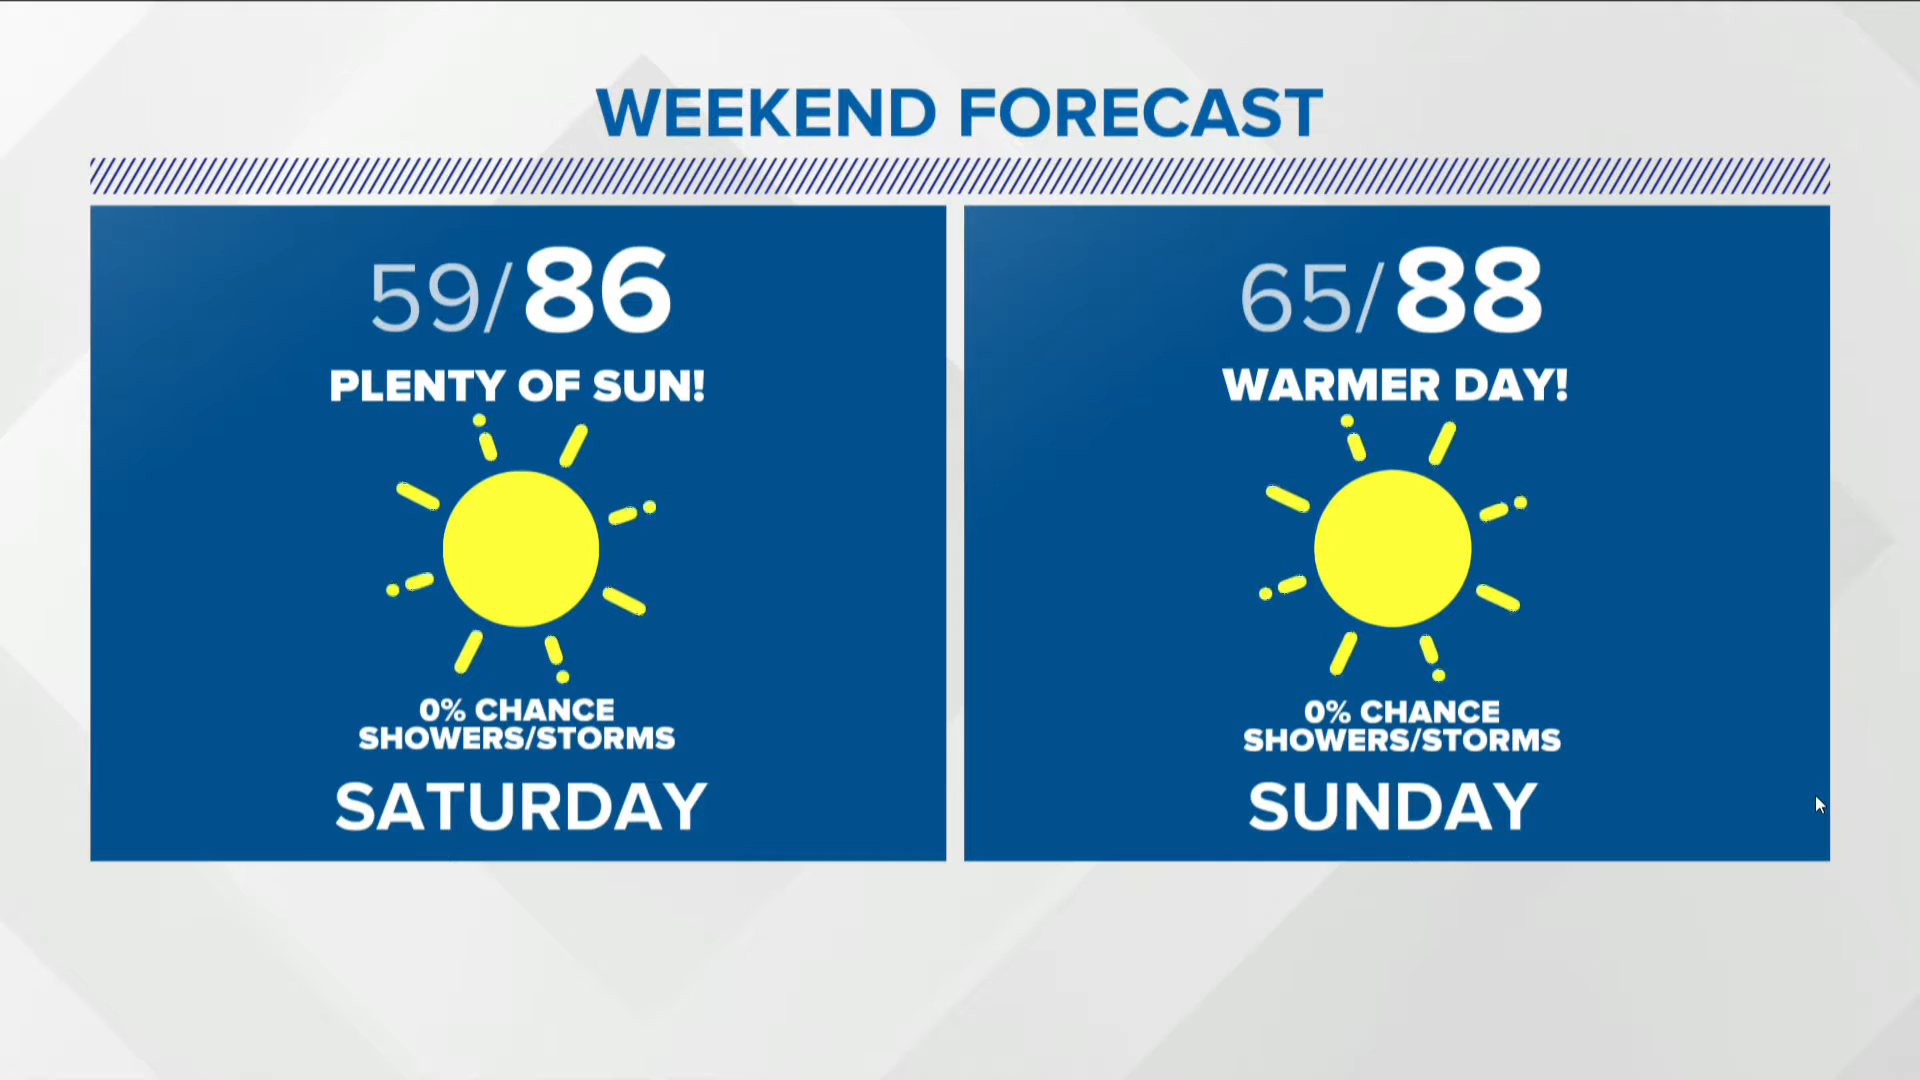 WEEKEND FORECAST
59/86
PLENTY OF SUN!
0% CHANCE
SHOWERS/STORMS
SATURDAY
65/88
WARMER DAY!
0% CHANCE
SHOWERS/STORMS
SUNDAY